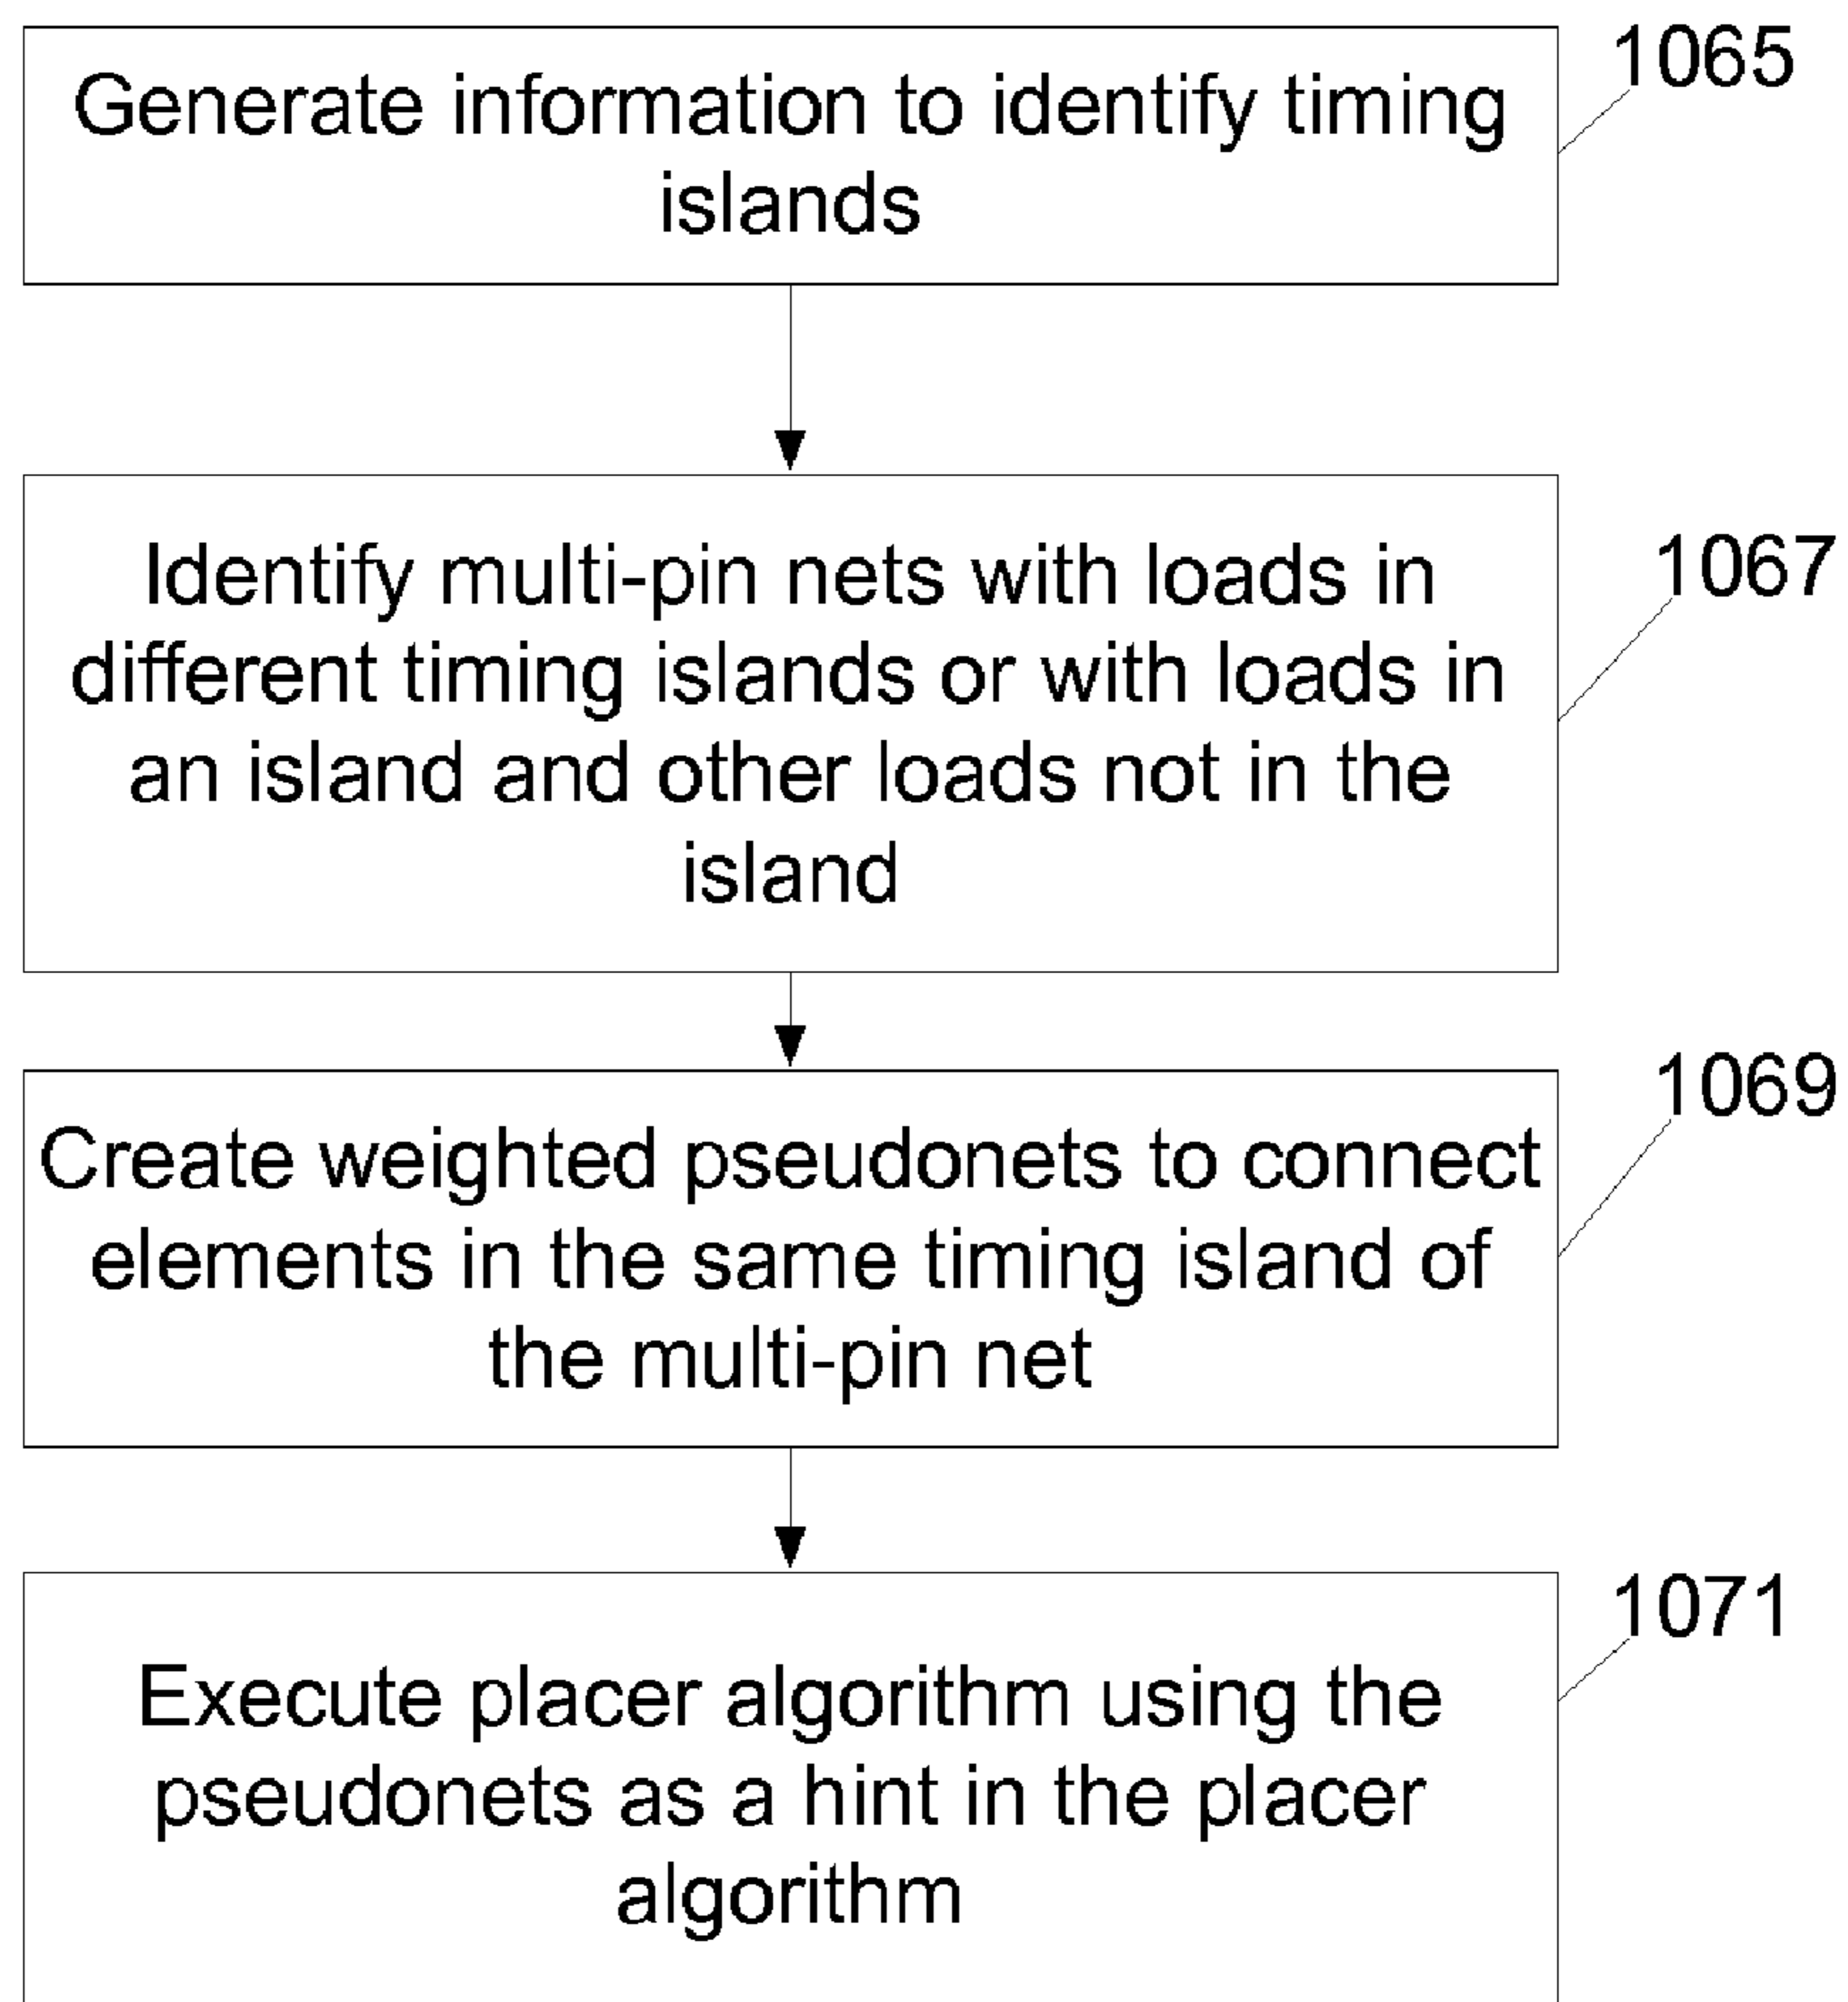 1065
Generate information to identify timing
islands
1067
Identify multi-pin nets with loads in
different timing islands or with loads in
an island and other loads not in the
island
1069
Create weighted pseudonets to connect
elements in the same timing island of
the multi-pin net
1071
Execute placer algorithm using the
pseudonets as a hint in the placer
algorithm